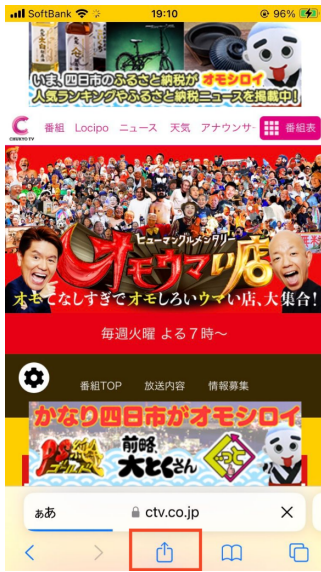 SoftBank 19:10 96%
いま、四日市のふるさと納税が オモシロイ
人気ランキングやふるさと納税ニュースを掲載中!
CHUKYO TV 番組 Locipo ニュース 天気 アナウンサ- 番組表
ヒューマングルメンタリー
オモウマい店
オモてなしすぎでオモしろいウマい店、大集合!
毎週火曜 よる7時〜
番組TOP 放送内容 情報募集
かなり四日市がオモシロイ
前略、大とくさん
ぐっと
ぁあ ctv.co.jp ×